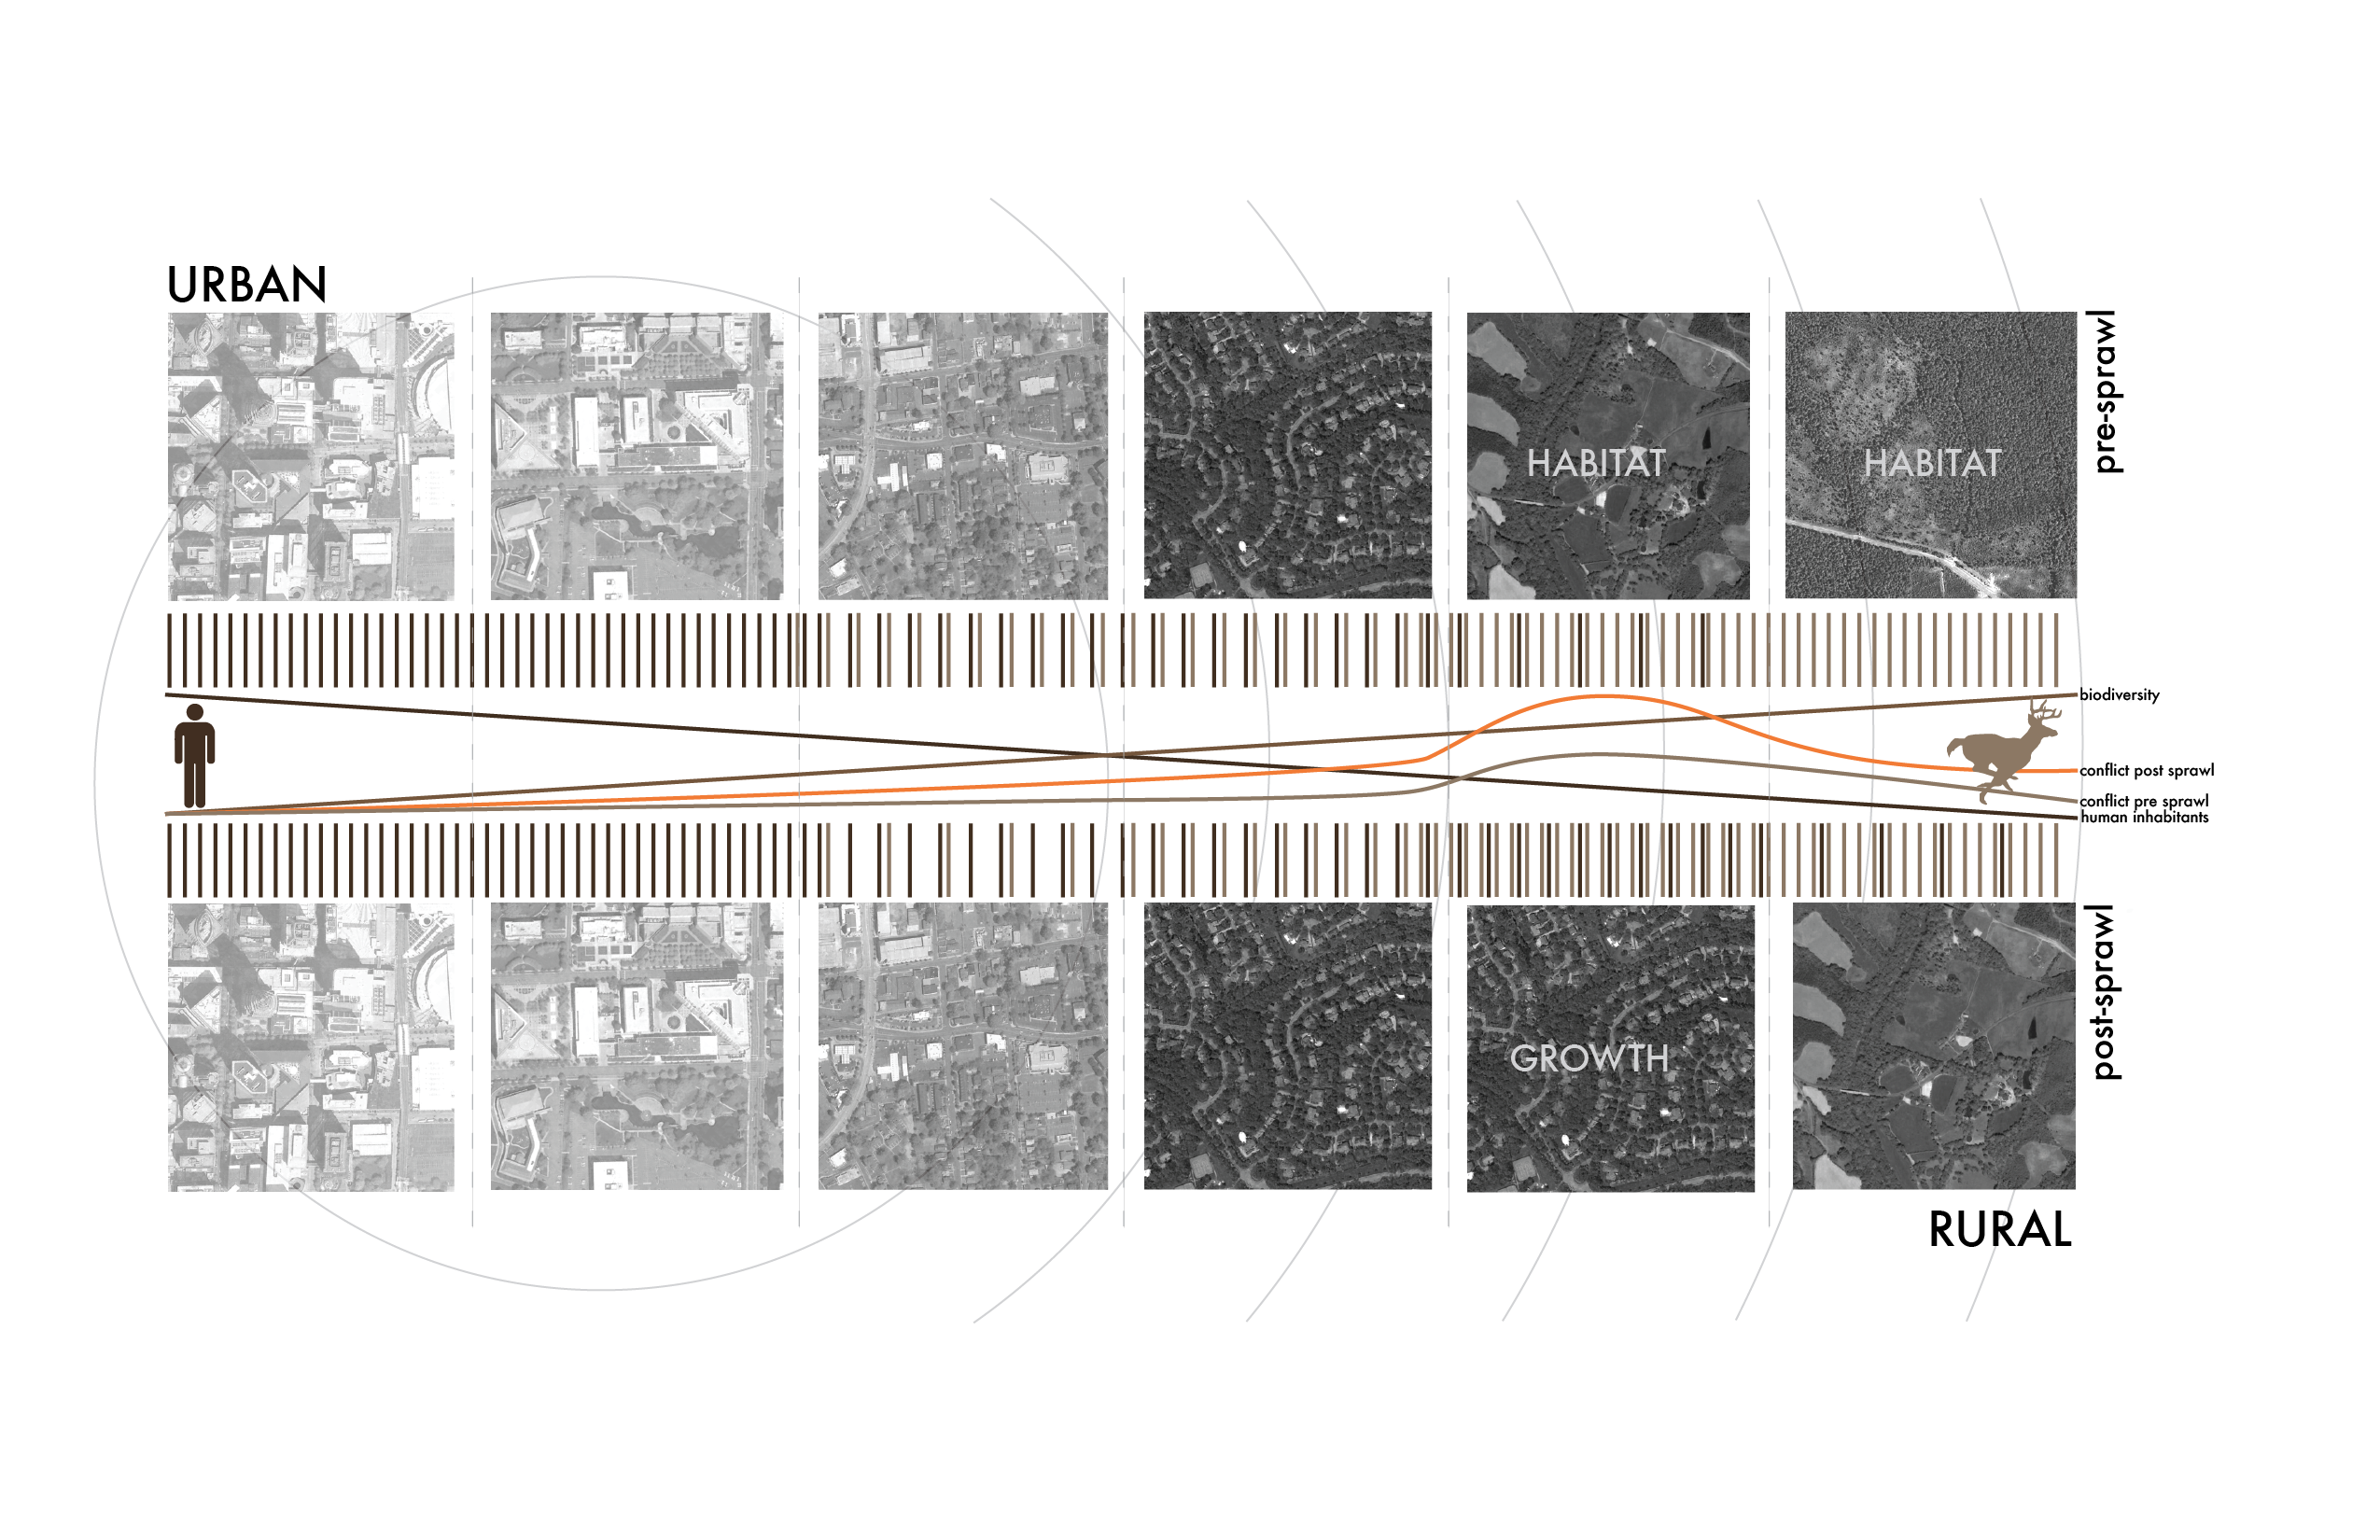 URBAN
pre-sprawl
HABITAT
HABITAT
biodiversity
conflict post sprawl
conflict pre sprawl
human inhabitants
post-sprawl
GROWTH
RURAL